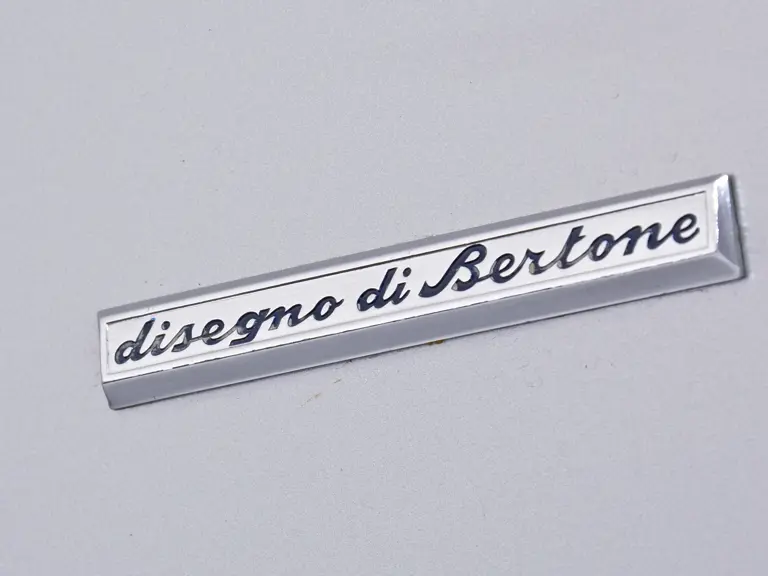 disegno di Bertone